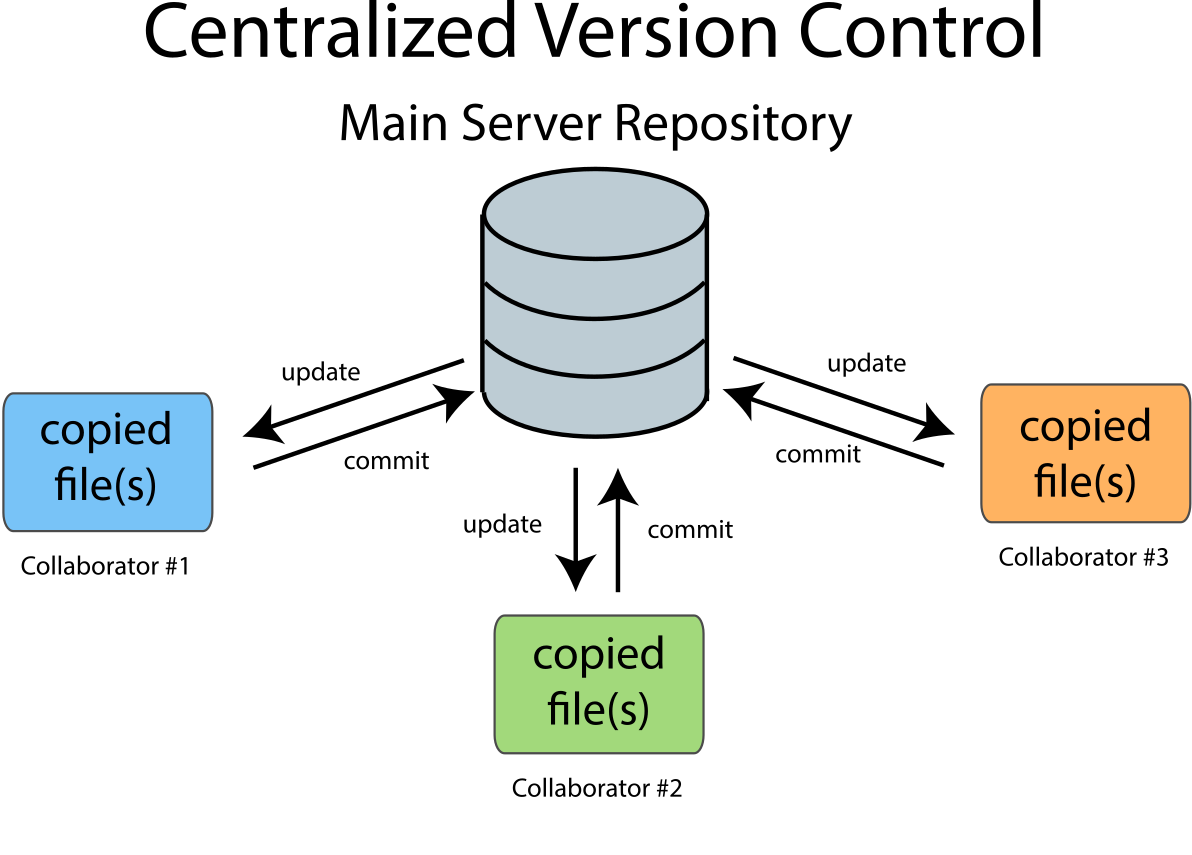 Centralized Version Control
Main Server Repository
update
commit
update
commit
update
commit
copied
file(s)
Collaborator #1
copied
file(s)
Collaborator #2
copied
file(s)
Collaborator #3